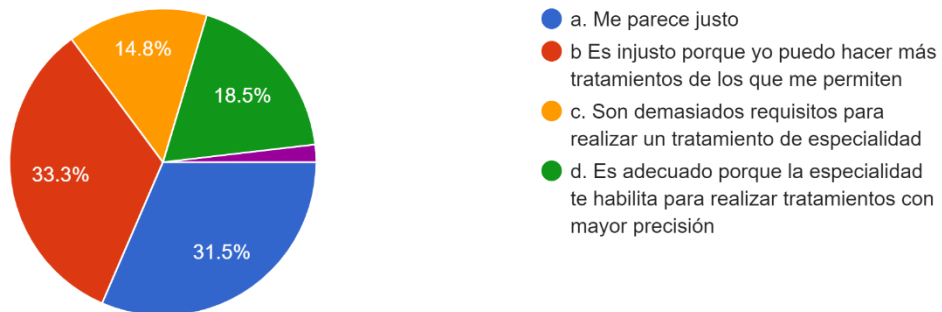 14.8%
18.5%
33.3%
31.5%
a. Me parece justo
b Es injusto porque yo puedo hacer más
tratamientos de los que me permiten
c. Son demasiados requisitos para
realizar un tratamiento de especialidad
d. Es adecuado porque la especialidad
te habilita para realizar tratamientos con
mayor precisión